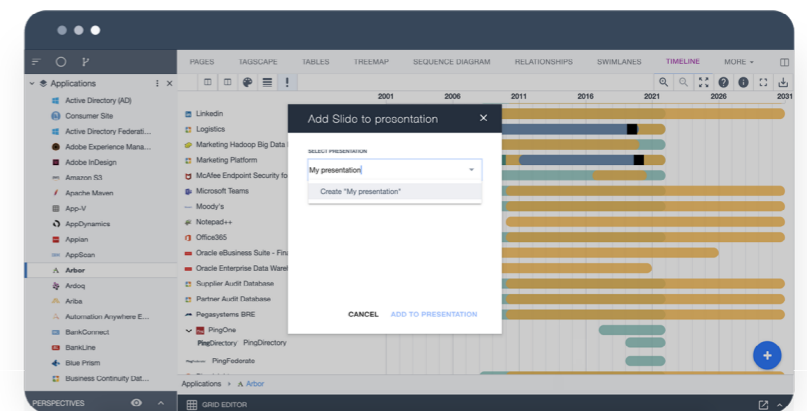 PAGES TAGSCAPE TABLES TREEMAP SEQUENCE DIAGRAM RELATIONSHIPS SWIMLANES TIMELINE MORE
Applications
Active Directory (AD)
Consumer Site
Active Directory Federati...
Adobe Experience Mana...
Adobe InDesign
Amazon S3
Apache Maven
App-V
AppDynamics
Appian
AppScan
Arbor
Ardoq
Ariba
Automation Anywhere E...
BankConnect
BankLine
Blue Prism
Business Continuity Dat...
PERSPECTIVES
2001 2006 2011 2016 2021 2026 2031
Linkedin
Logistics
Marketing Hadoop Big Data
Marketing Platform
McAfee Endpoint Security fo
Microsoft Teams
Moody's
Notepad++
Office365
Oracle eBusiness Suite - Fina
Oracle Enterprise Data Warel
Supplier Audit Database
Partner Audit Database
Pegasystems BRE
PingOne
PingDirectory PingDirectory
PingFederate
Add Slide to presentation
SELECT PRESENTATION
My presentation
Create "My presentation"
CANCEL ADD TO PRESENTATION
Applications Arbor
GRID EDITOR